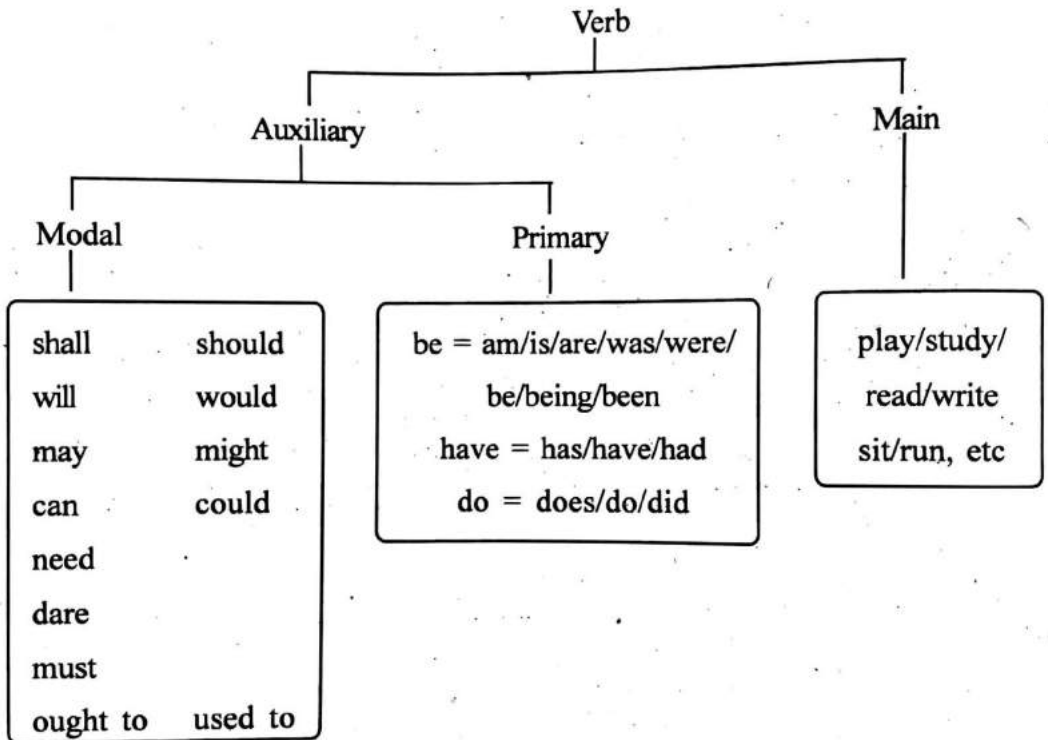 Verb
Auxiliary
Main
Modal
Primary
shall should
will would
may might
can could
need
dare
must
ought to used to
be = am/is/are/was/were/
be/being/been
have = has/have/had
do = does/do/did
play/study/
read/write
sit/run, etc